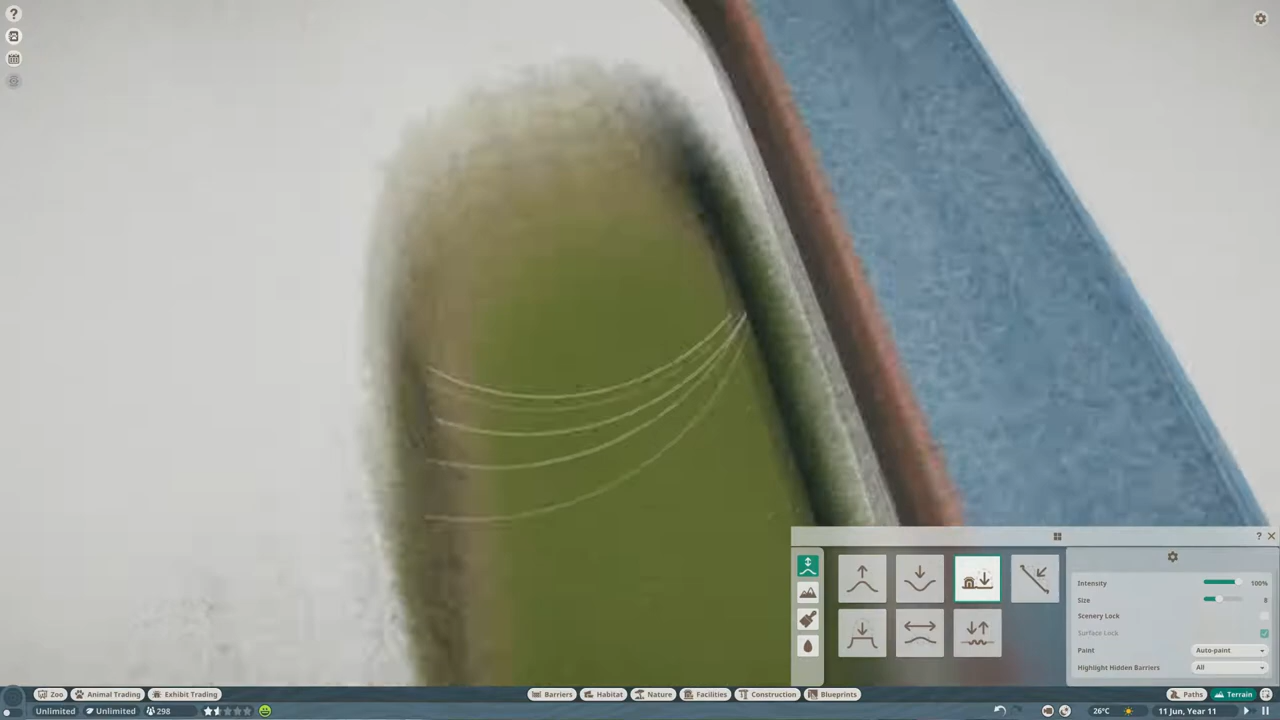 ?
?
Intensity 100%
Size 8
Scenery Lock
Surface Lock
Paint Auto-paint
Highlight Hidden Barriers All
Zoo Animal Trading Exhibit Trading Barriers Habitat Nature Facilities Construction Blueprints Paths Terrain
Unlimited Unlimited 298 26°C 11 Jun, Year 11